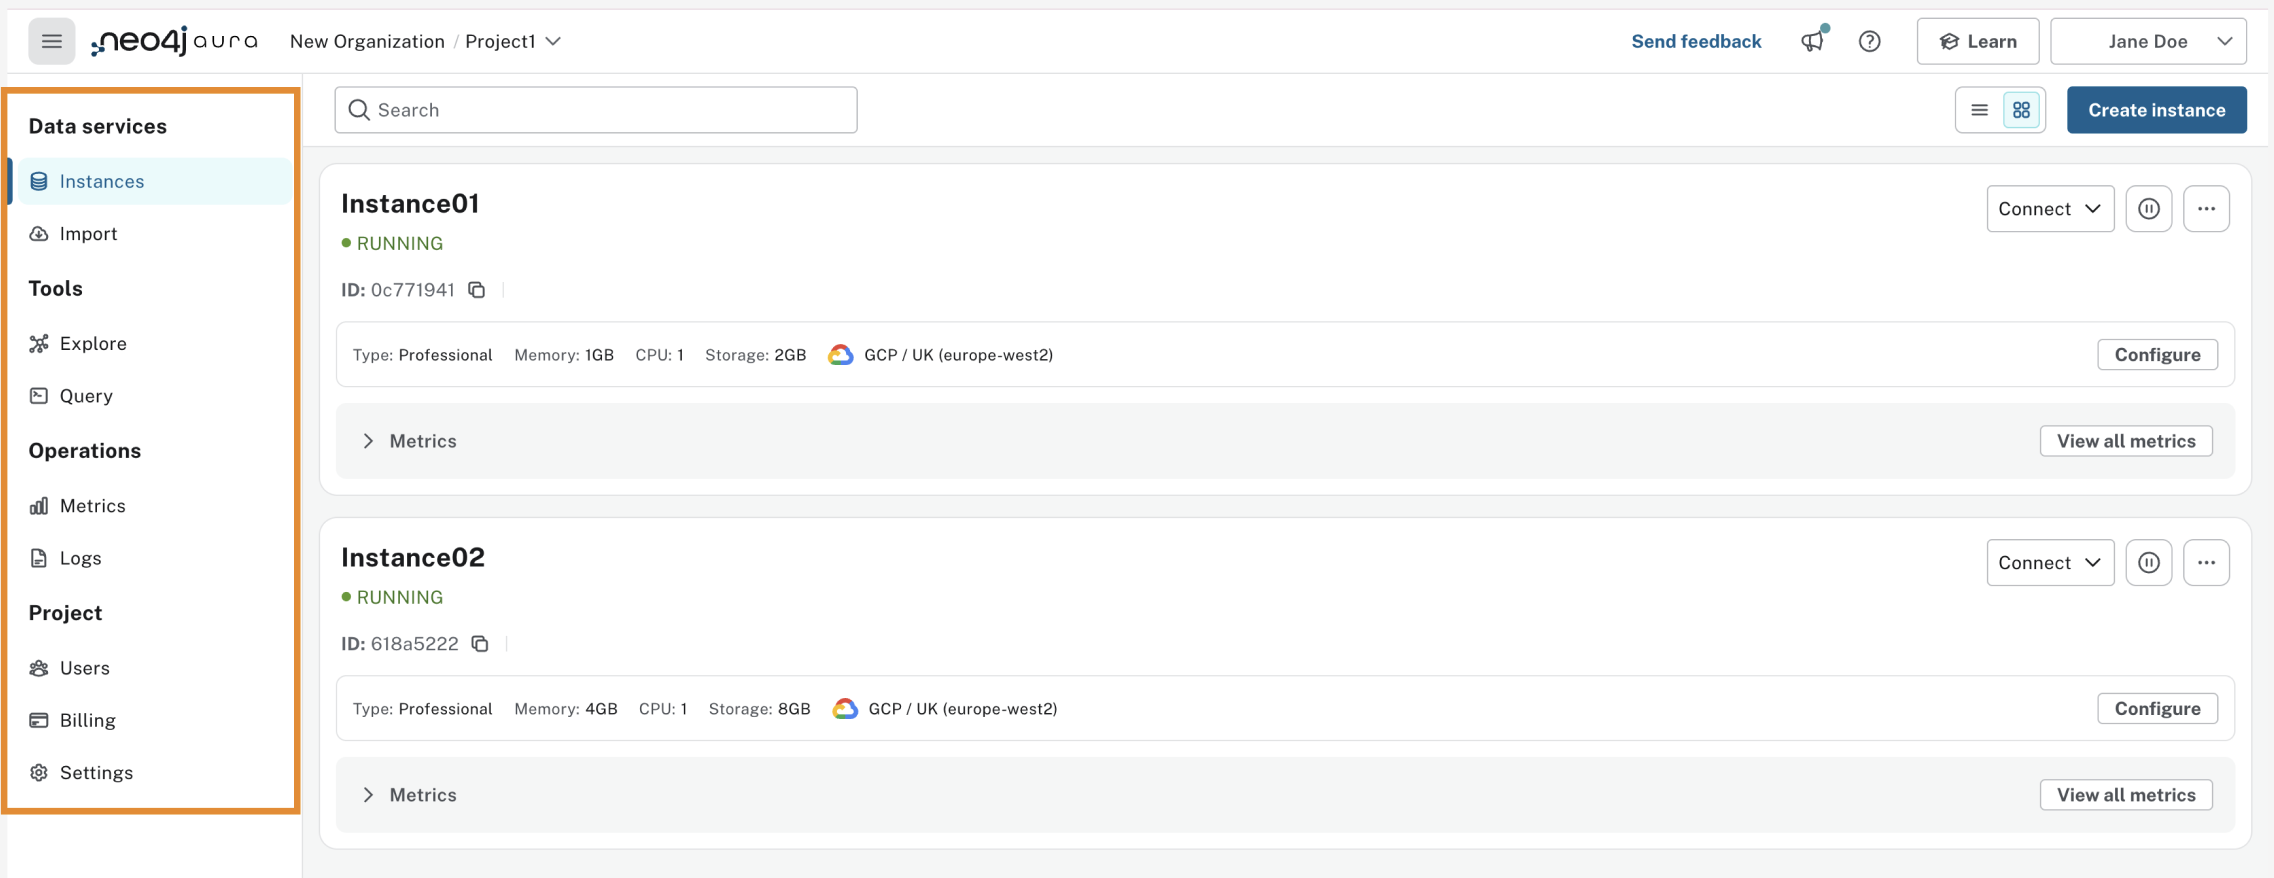 neo4j aura New Organization / Project1 Send feedback Learn Jane Doe
Data services
Instances
Import
Tools
Explore
Query
Operations
Metrics
Logs
Project
Users
Billing
Settings
Search
Create instance
Instance01
Connect
RUNNING
ID: 0c771941
Type: Professional Memory: 1GB CPU: 1 Storage: 2GB GCP / UK (europe-west2) Configure
Metrics View all metrics
Instance02
Connect
RUNNING
ID: 618a5222
Type: Professional Memory: 4GB CPU: 1 Storage: 8GB GCP / UK (europe-west2) Configure
Metrics View all metrics